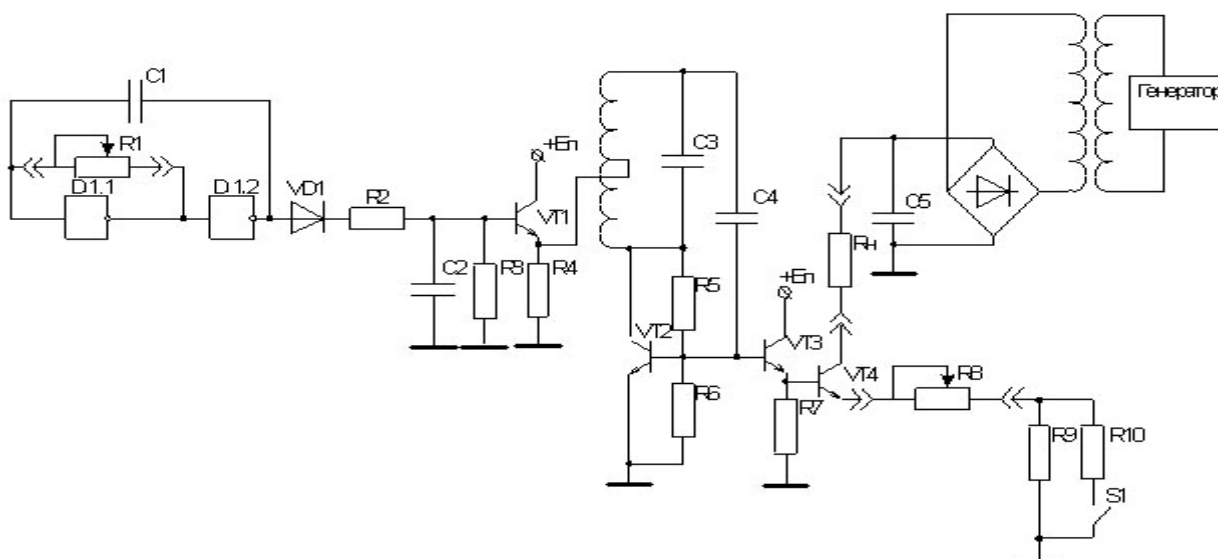 C1
R1
D1.1
D1.2
VD1
R2
C2
R3
+Еп
VT1
R4
C3
C4
R5
VT2
R6
+Еп
VT3
R7
VT4
Rн
C5
Генератор
R8
R9
R10
S1